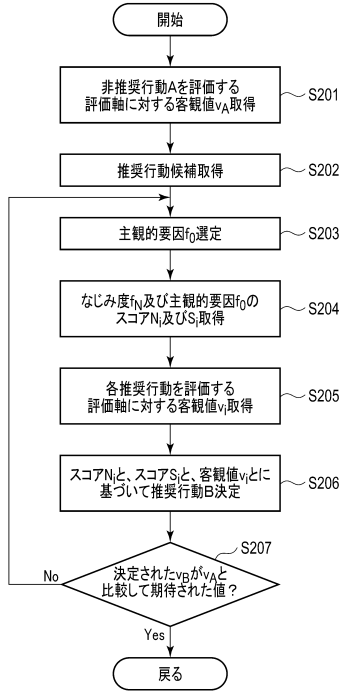 開始
非推奨行動Aを評価する
評価軸に対する客観値vA取得
S201
推奨行動候補取得
S202
主観的要因f0選定
S203
なじみ度fN及び主観的要因f0の
スコアNi及びSi取得
S204
各推奨行動を評価する
評価軸に対する客観値vi取得
S205
スコアNiと、スコアSiと、客観値viとに
基づいて推奨行動B決定
S206
S207
決定されたvBがvAと
比較して期待された値？
No
Yes
戻る